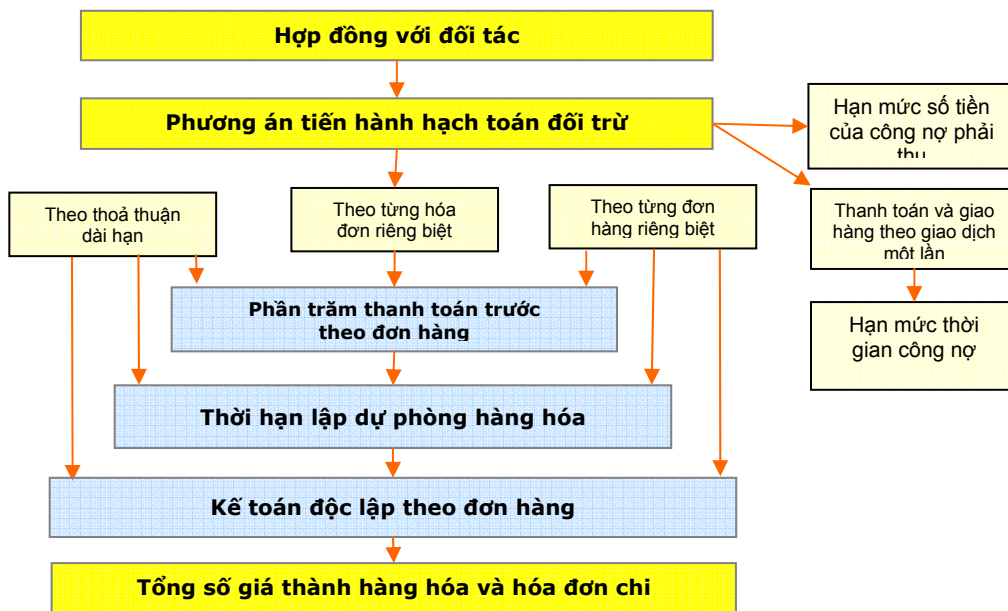 Hợp đồng với đối tác
Phương án tiến hành hạch toán đối trừ
Hạn mức số tiền
của công nợ phải
thu
Theo thoả thuận
dài hạn
Theo từng hóa
đơn riêng biệt
Theo từng đơn
hàng riêng biệt
Thanh toán và giao
hàng theo giao dịch
một lần
Phần trăm thanh toán trước
theo đơn hàng
Hạn mức thời
gian công nợ
Thời hạn lập dự phòng hàng hóa
Kế toán độc lập theo đơn hàng
Tổng số giá thành hàng hóa và hóa đơn chi